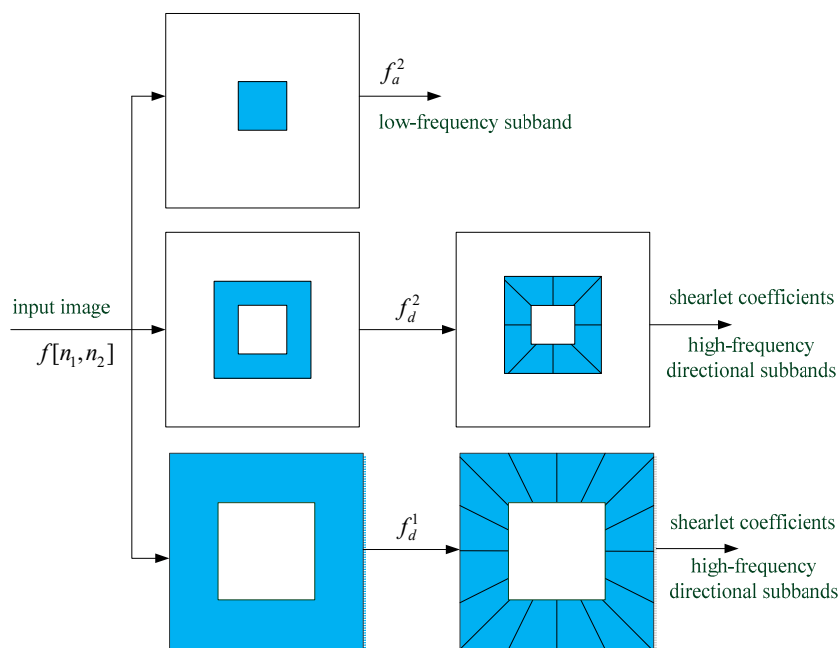 f_a^2
low-frequency subband
input image
f[n_1,n_2]
f_d^2
shearlet coefficients
high-frequency
directional subbands
f_d^1
shearlet coefficients
high-frequency
directional subbands